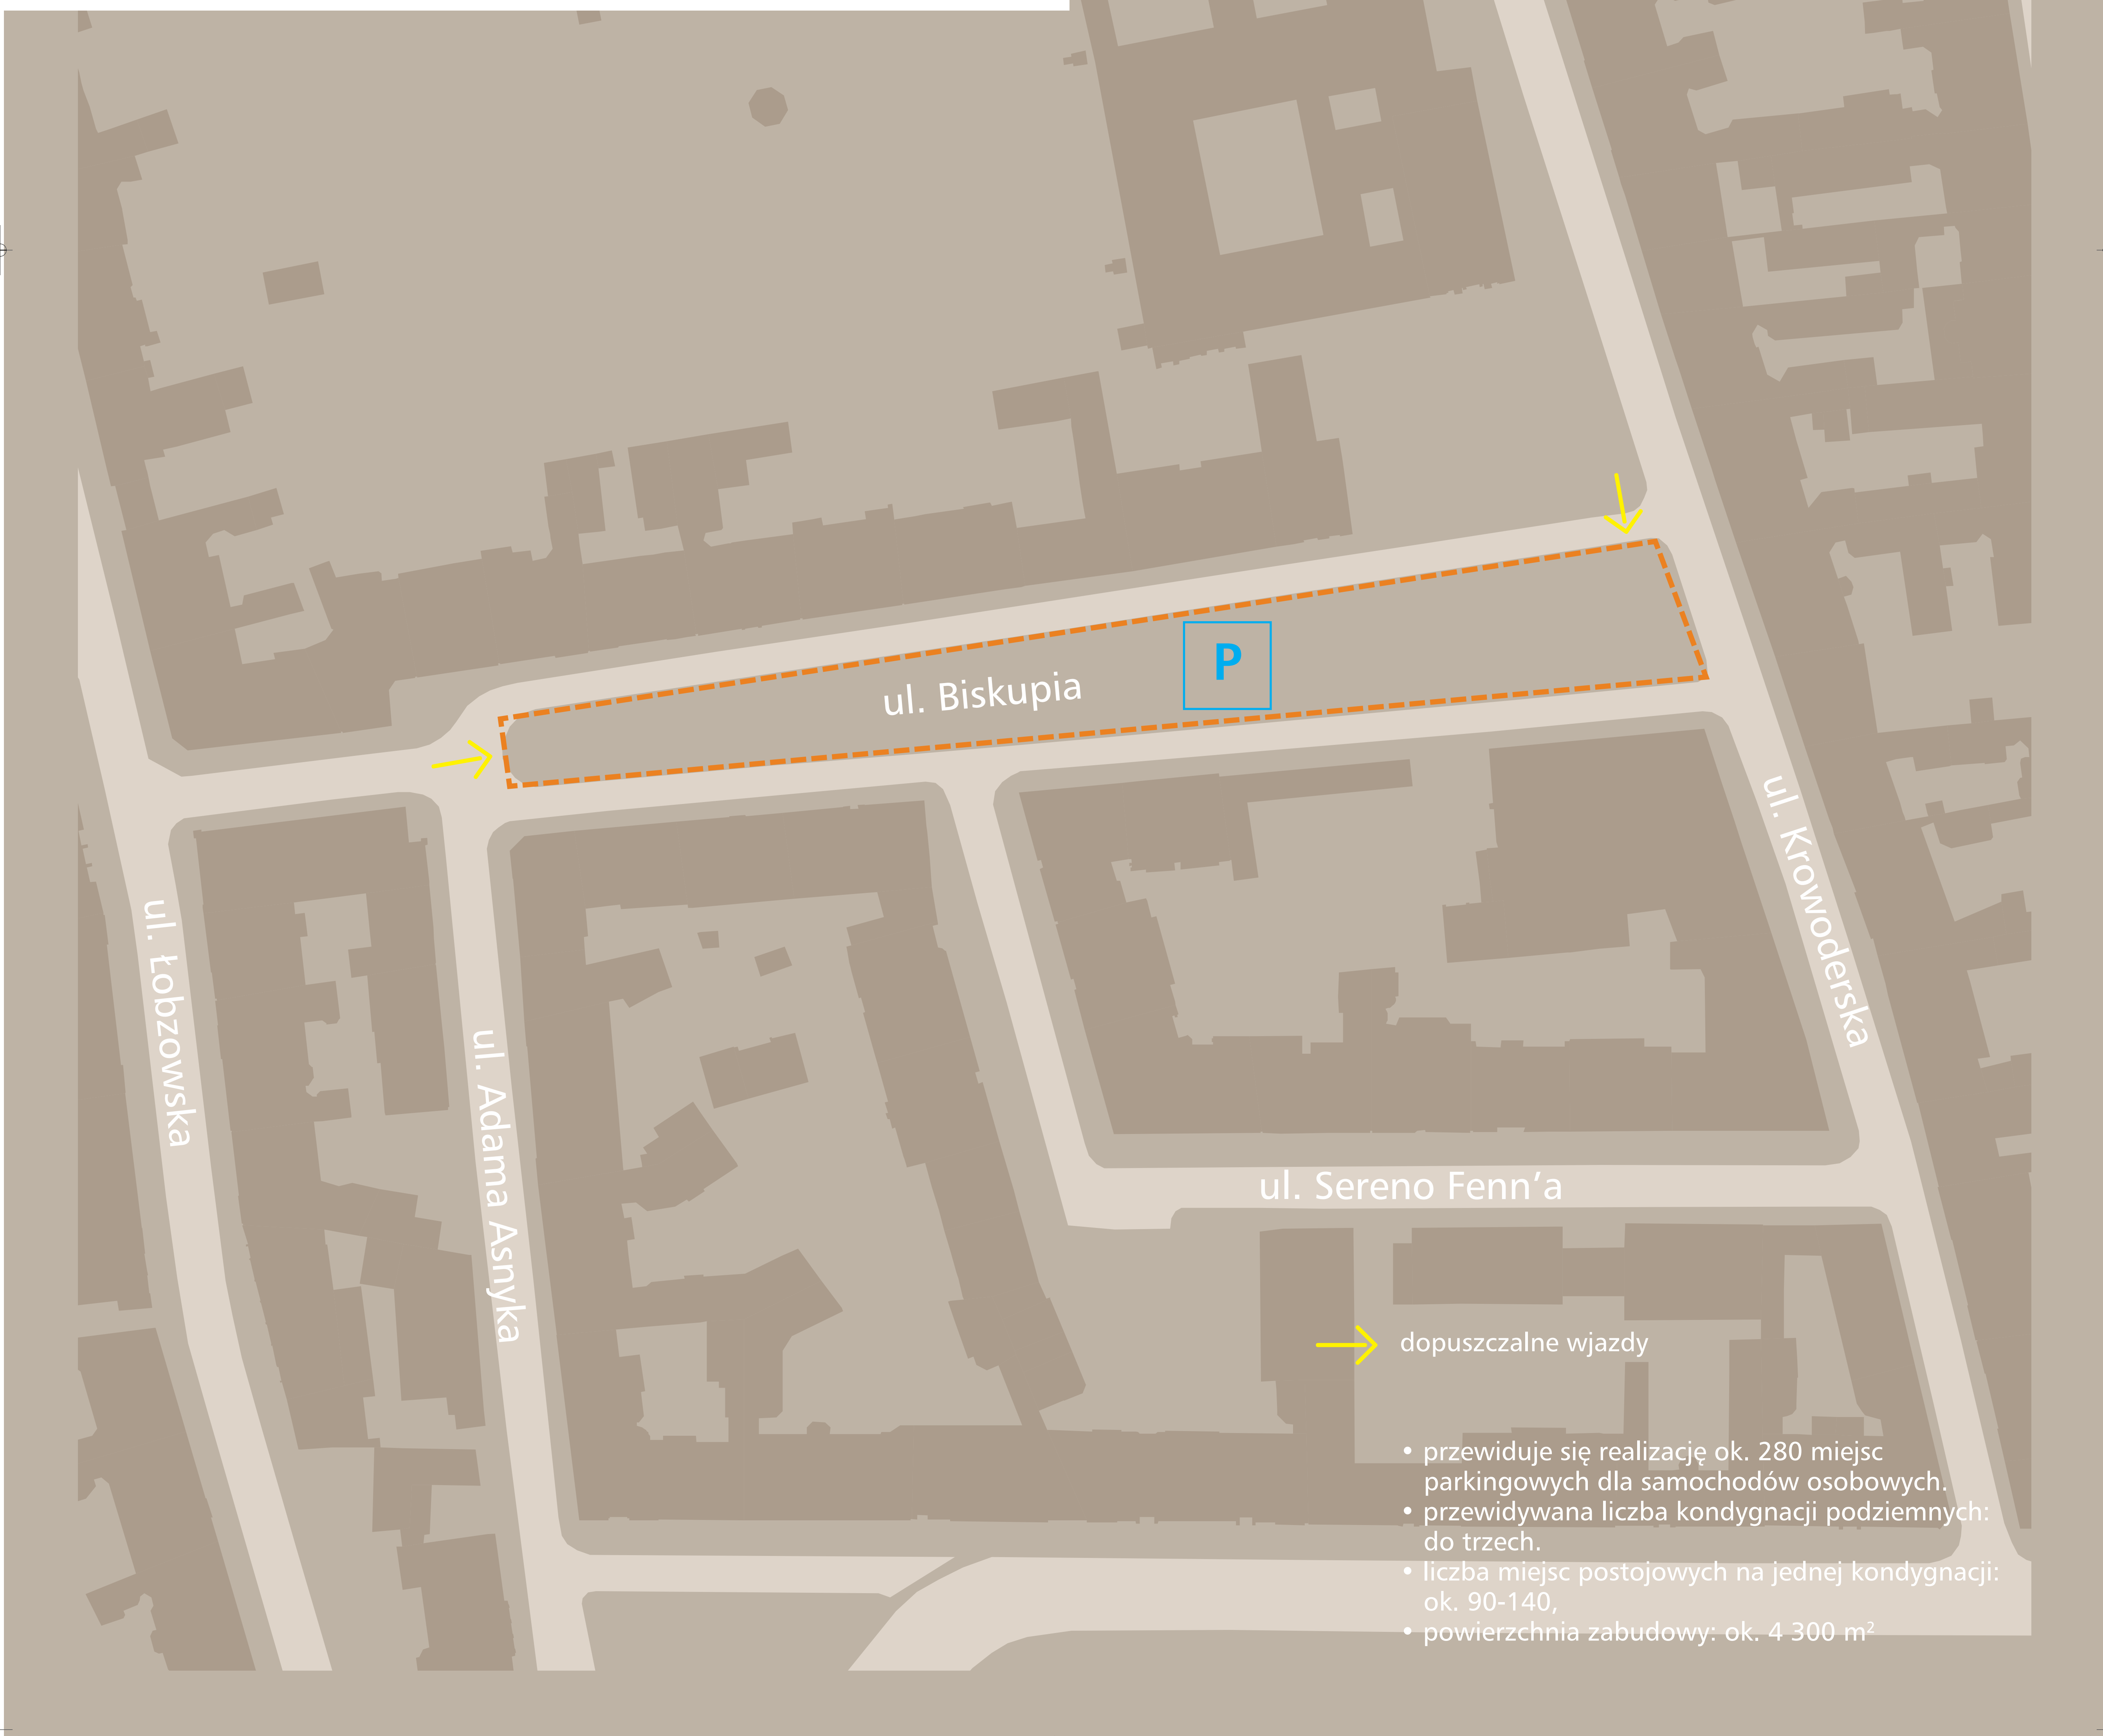 P
ul. Biskupia
ul. Krowoderska
ul. Łobzowska
ul. Adama Asnyka
ul. Sereno Fenn’a
dopuszczalne wjazdy
• przewiduje się realizację ok. 280 miejsc
parkingowych dla samochodów osobowych.
• przewidywana liczba kondygnacji podziemnych:
do trzech.
• liczba miejsc postojowych na jednej kondygnacji:
ok. 90-140,
• powierzchnia zabudowy: ok. 4 300 m²